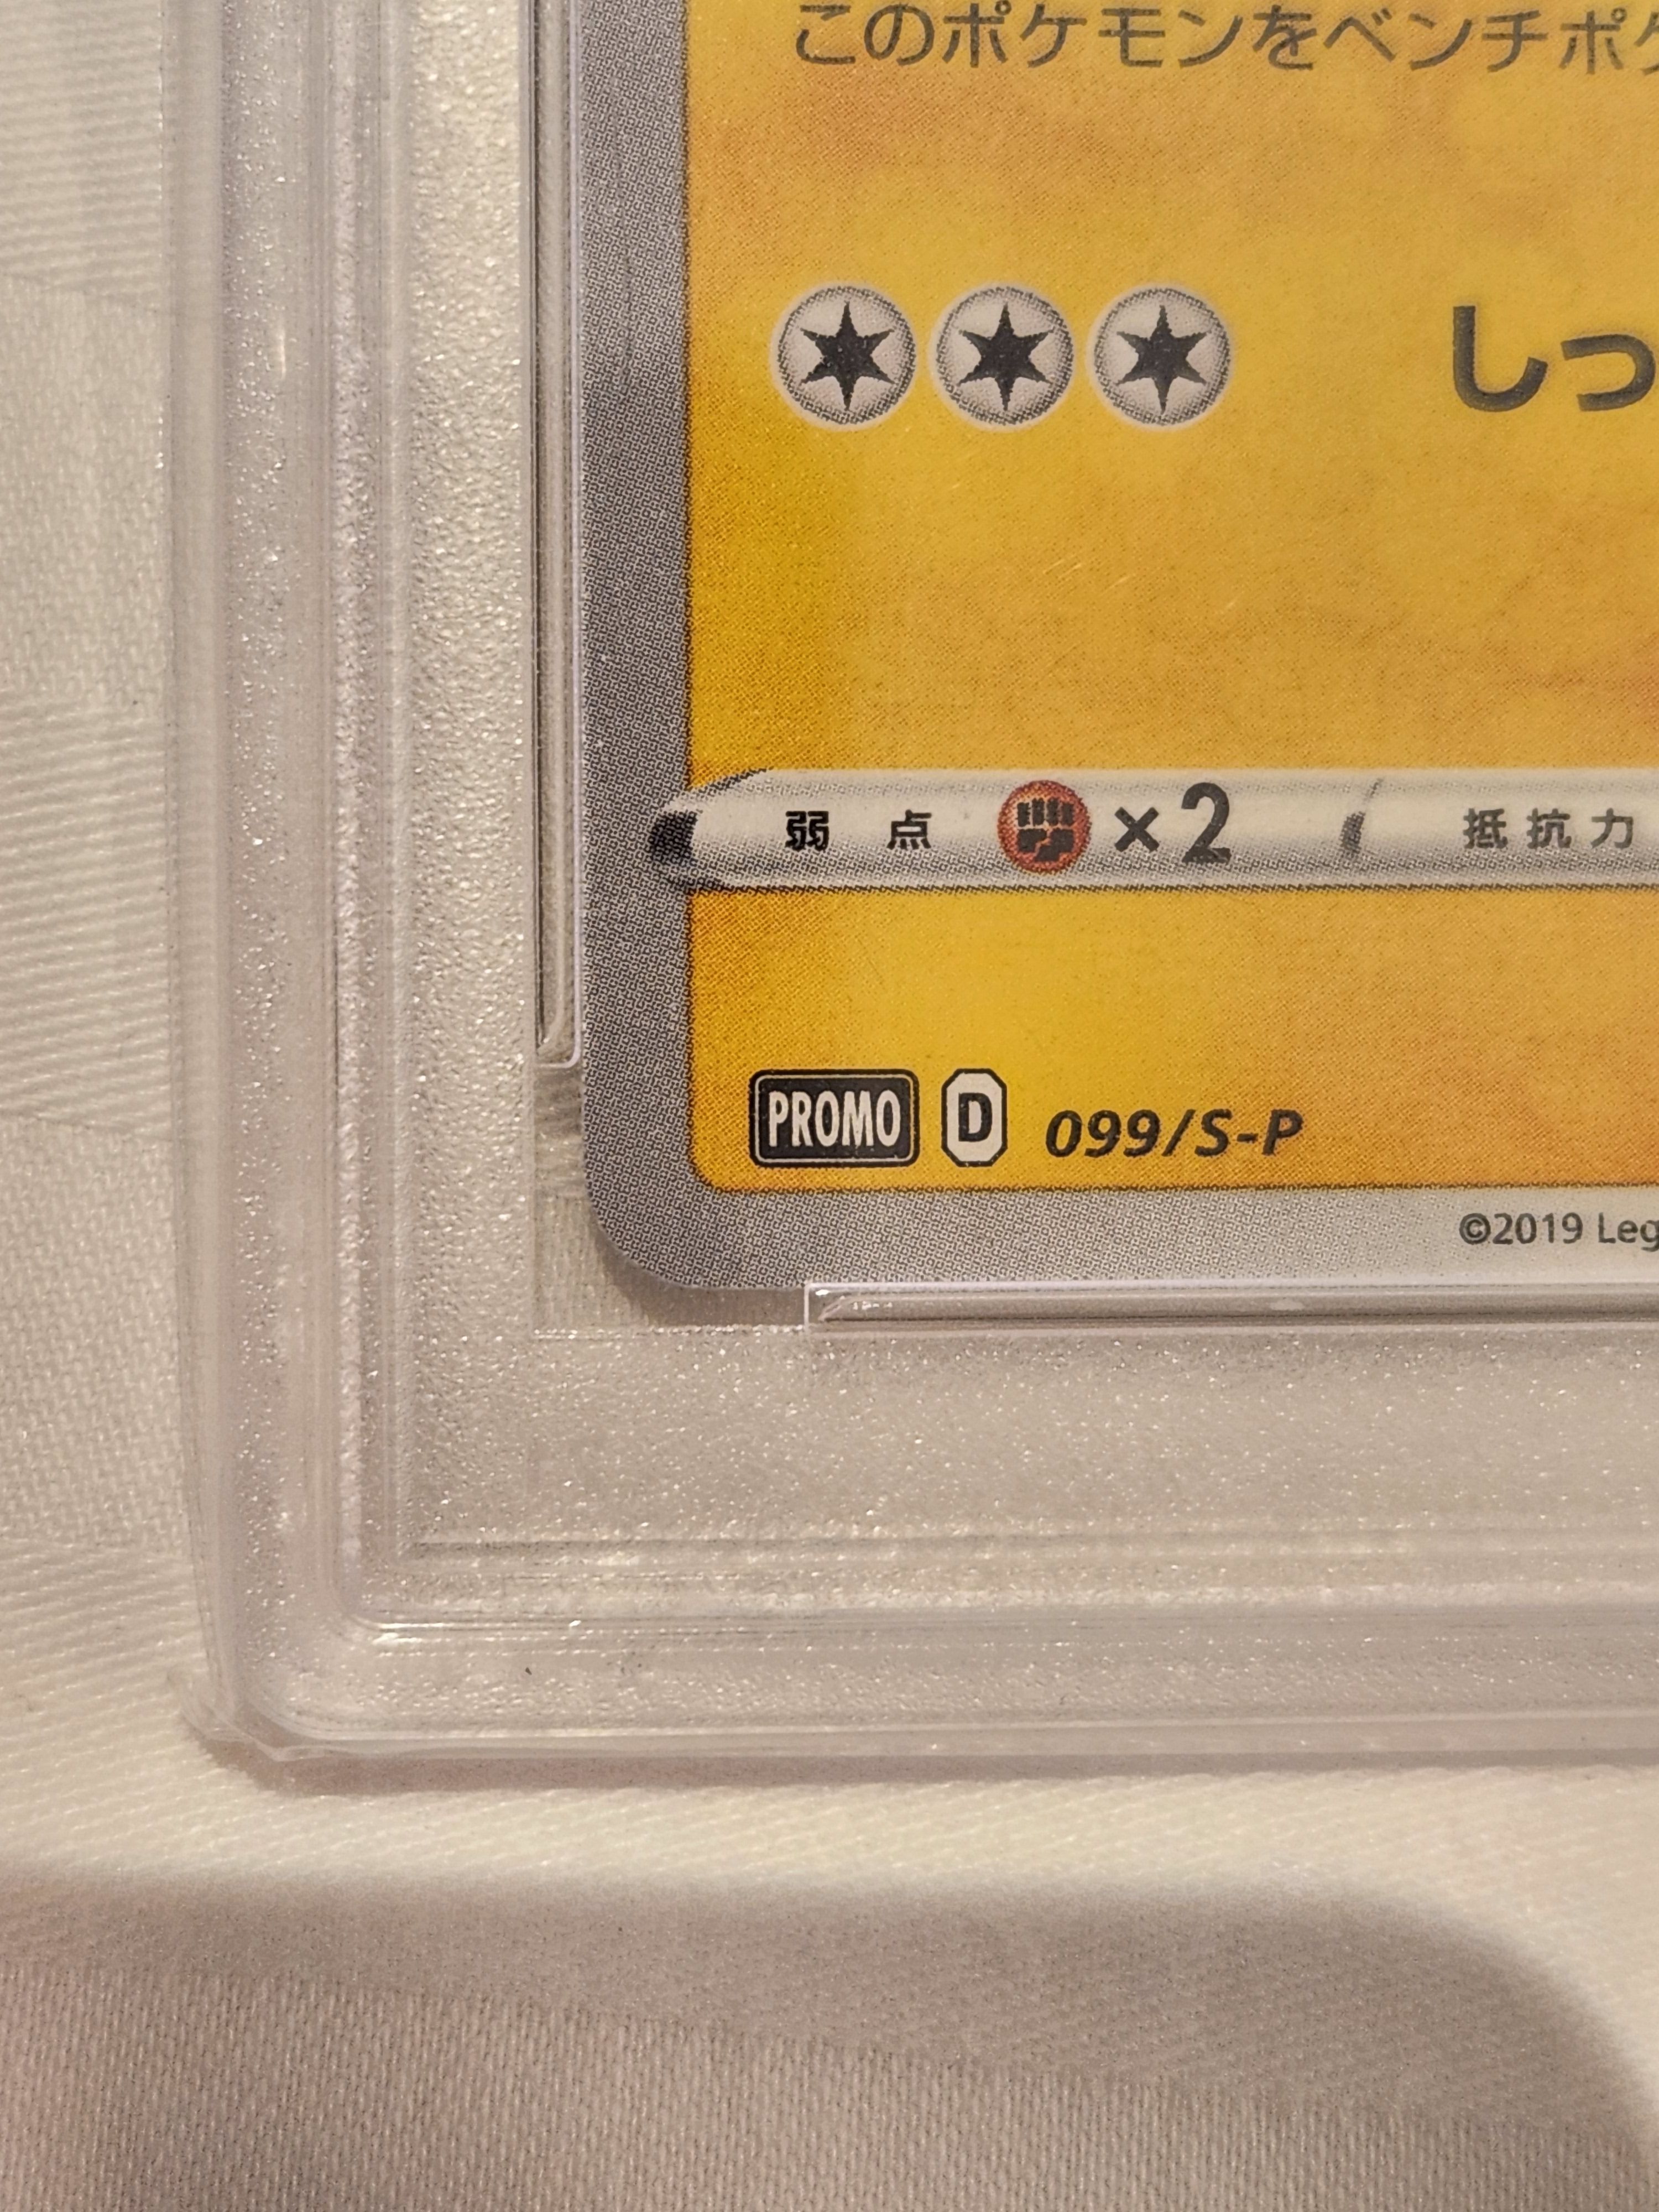 このポケモンをベンチポケ
しっ
弱点 ×2 抵抗力
PROMO D 099/S-P
©2019 Leg